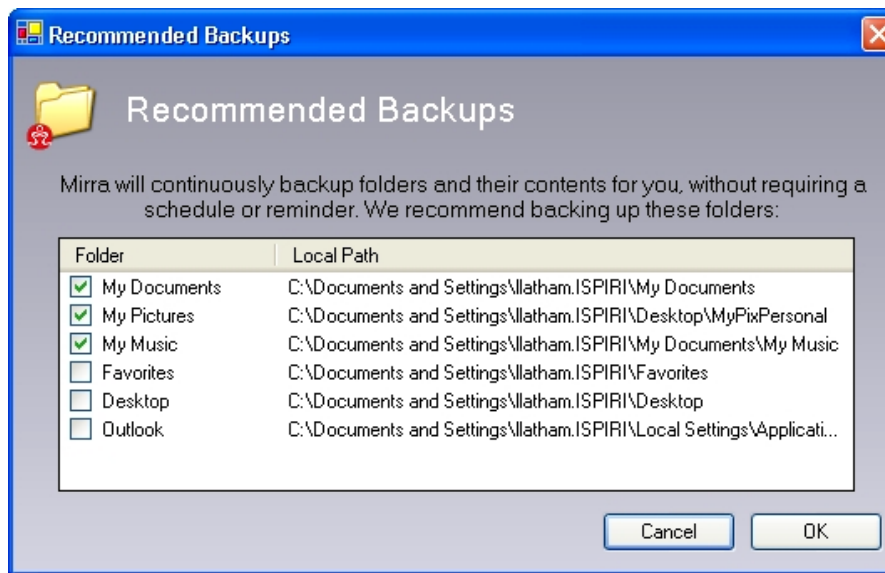 Recommended Backups
Recommended Backups
Mirra will continuously backup folders and their contents for you, without requiring a
schedule or reminder. We recommend backing up these folders:
Folder Local Path
My Documents C:\Documents and Settings\llatham.ISPIRI\My Documents
My Pictures C:\Documents and Settings\llatham.ISPIRI\Desktop\MyPixPersonal
My Music C:\Documents and Settings\llatham.ISPIRI\My Documents\My Music
Favorites C:\Documents and Settings\llatham.ISPIRI\Favorites
Desktop C:\Documents and Settings\llatham.ISPIRI\Desktop
Outlook C:\Documents and Settings\llatham.ISPIRI\Local Settings\Applicati...
Cancel OK